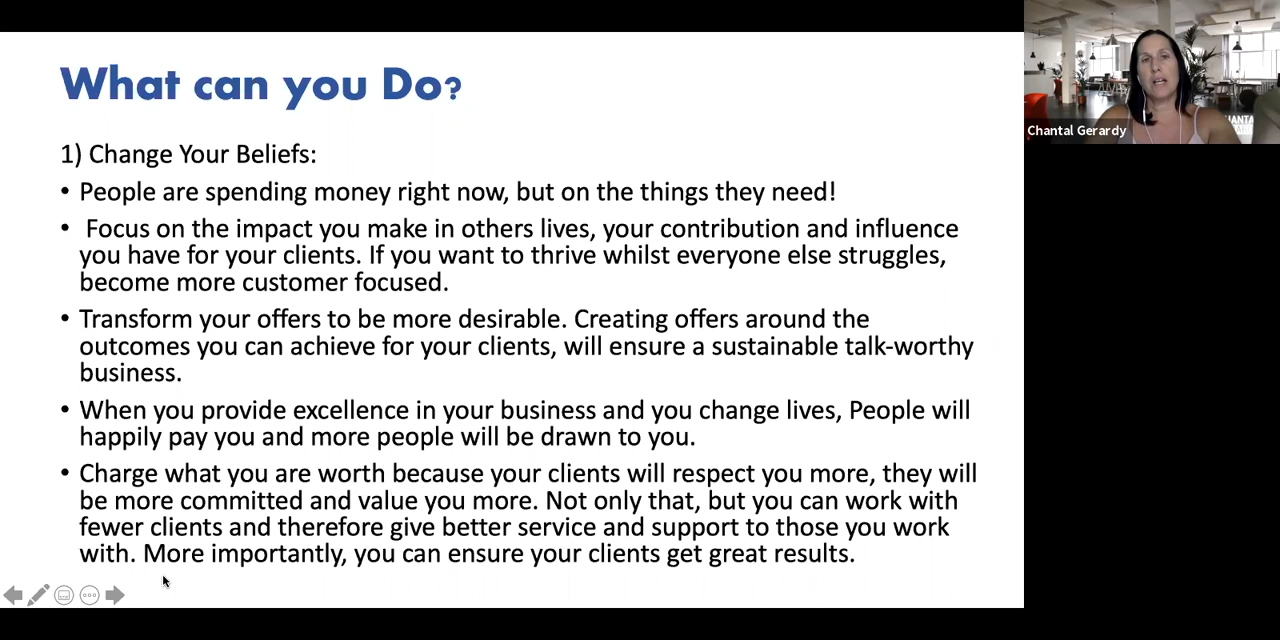 What can you Do?
1) Change Your Beliefs:
• People are spending money right now, but on the things they need!
• Focus on the impact you make in others lives, your contribution and influence
you have for your clients. If you want to thrive whilst everyone else struggles,
become more customer focused.
• Transform your offers to be more desirable. Creating offers around the
outcomes you can achieve for your clients, will ensure a sustainable talk-worthy
business.
• When you provide excellence in your business and you change lives, People will
happily pay you and more people will be drawn to you.
• Charge what you are worth because your clients will respect you more, they will
be more committed and value you more. Not only that, but you can work with
fewer clients and therefore give better service and support to those you work
with. More importantly, you can ensure your clients get great results.
Chantal Gerardy